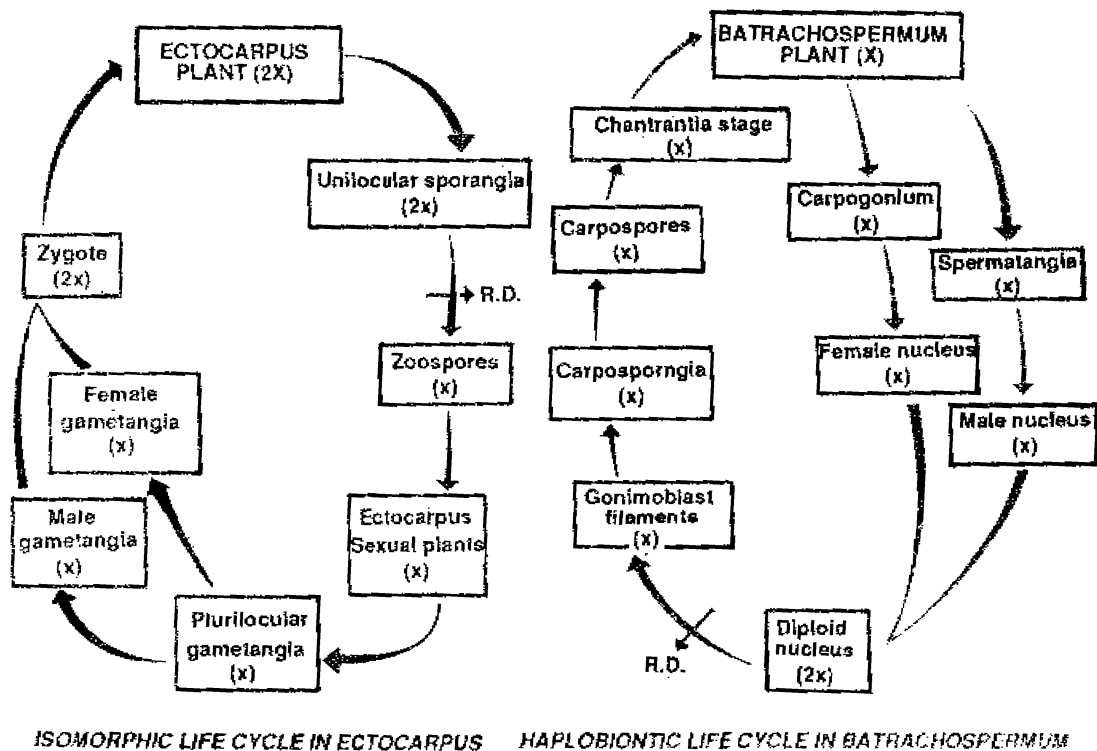 ECTOCARPUS
PLANT (2X)
Unilocular sporangia
(2x)
R.D.
Zoospores
(x)
Ectocarpus
Sexual plants
(x)
Plurilocular
gametangia
(x)
Male
gametangia
(x)
Female
gametangia
(x)
Zygote
(2x)
ISOMORPHIC LIFE CYCLE IN ECTOCARPUS
BATRACHOSPERMUM
PLANT (X)
Carpogonium
(x)
Spermatangia
(x)
Female nucleus
(x)
Male nucleus
(x)
Diploid
nucleus
(2x)
R.D.
Gonimoblast
filaments
(x)
Carposporngia
(x)
Carpospores
(x)
Chantrantia stage
(x)
HAPLOBIONTIC LIFE CYCLE IN BATRACHOSPERMUM